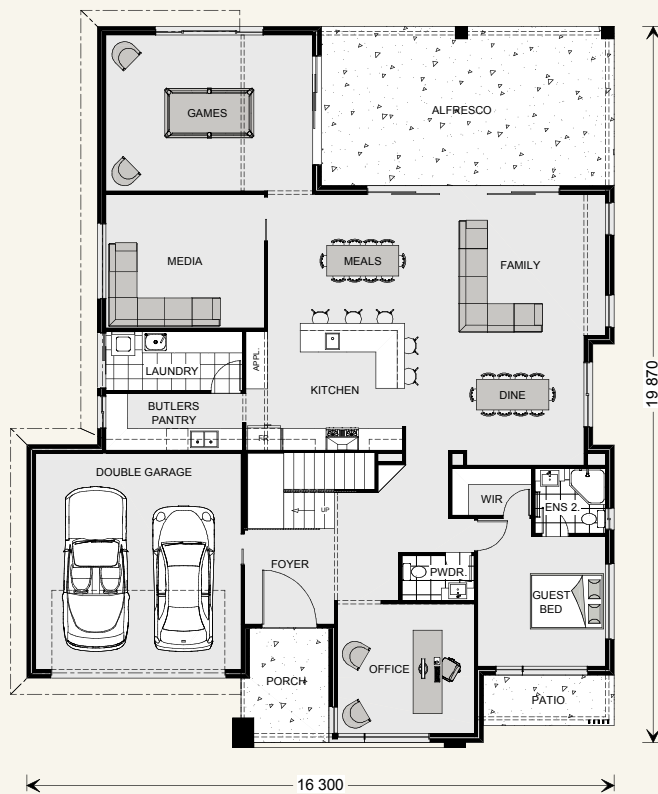 GAMES
ALFRESCO
MEDIA
MEALS
FAMILY
APPL.
LAUNDRY
KITCHEN
DINE
BUTLERS
PANTRY
DOUBLE GARAGE
WIR
ENS 2.
UP
FOYER
PWDR.
GUEST
BED
OFFICE
PORCH
PATIO
19 870
16 300